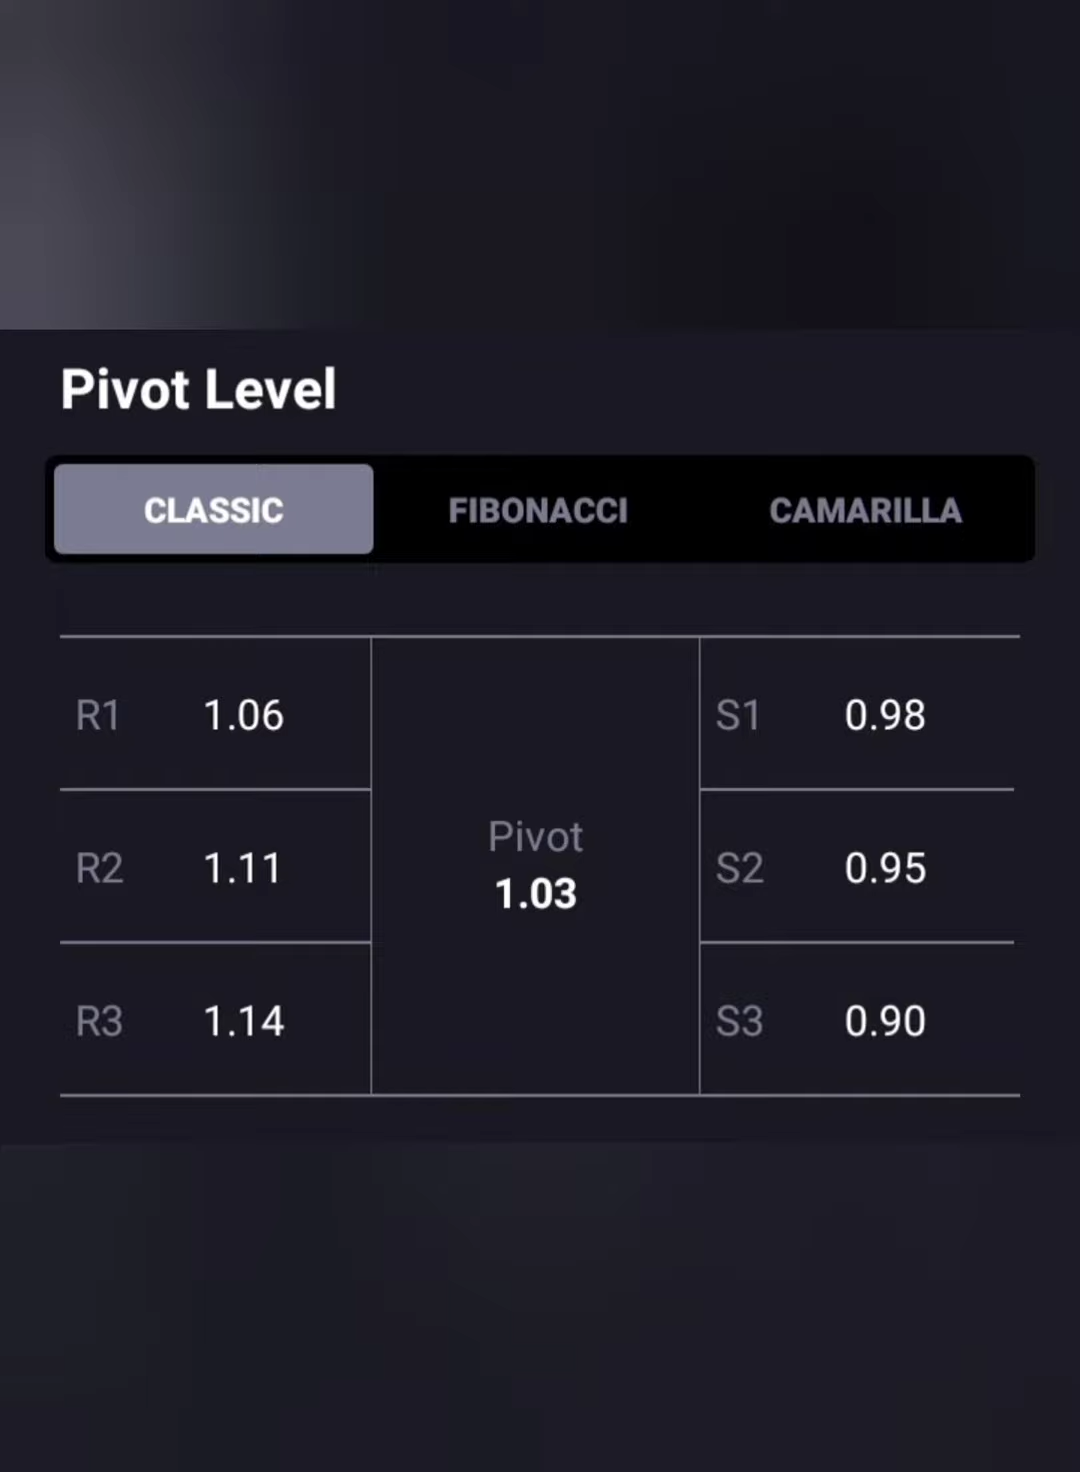 Pivot Level
CLASSIC FIBONACCI CAMARILLA
R1 1.06
R2 1.11
R3 1.14
Pivot
1.03
S1 0.98
S2 0.95
S3 0.90